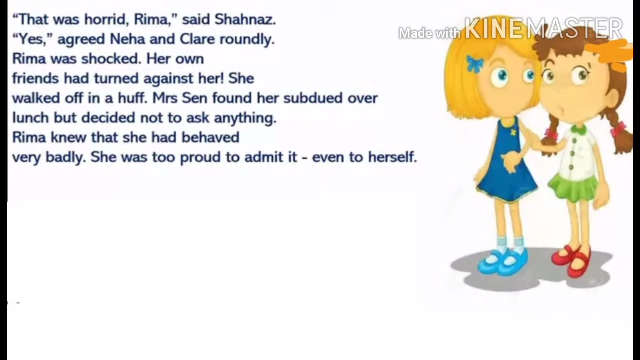 “That was horrid, Rima,” said Shahnaz.
“Yes,” agreed Neha and Clare roundly.
Rima was shocked. Her own
friends had turned against her! She
walked off in a huff. Mrs Sen found her subdued over
lunch but decided not to ask anything.
Rima knew that she had behaved
very badly. She was too proud to admit it - even to herself.
Made with KINEMASTER